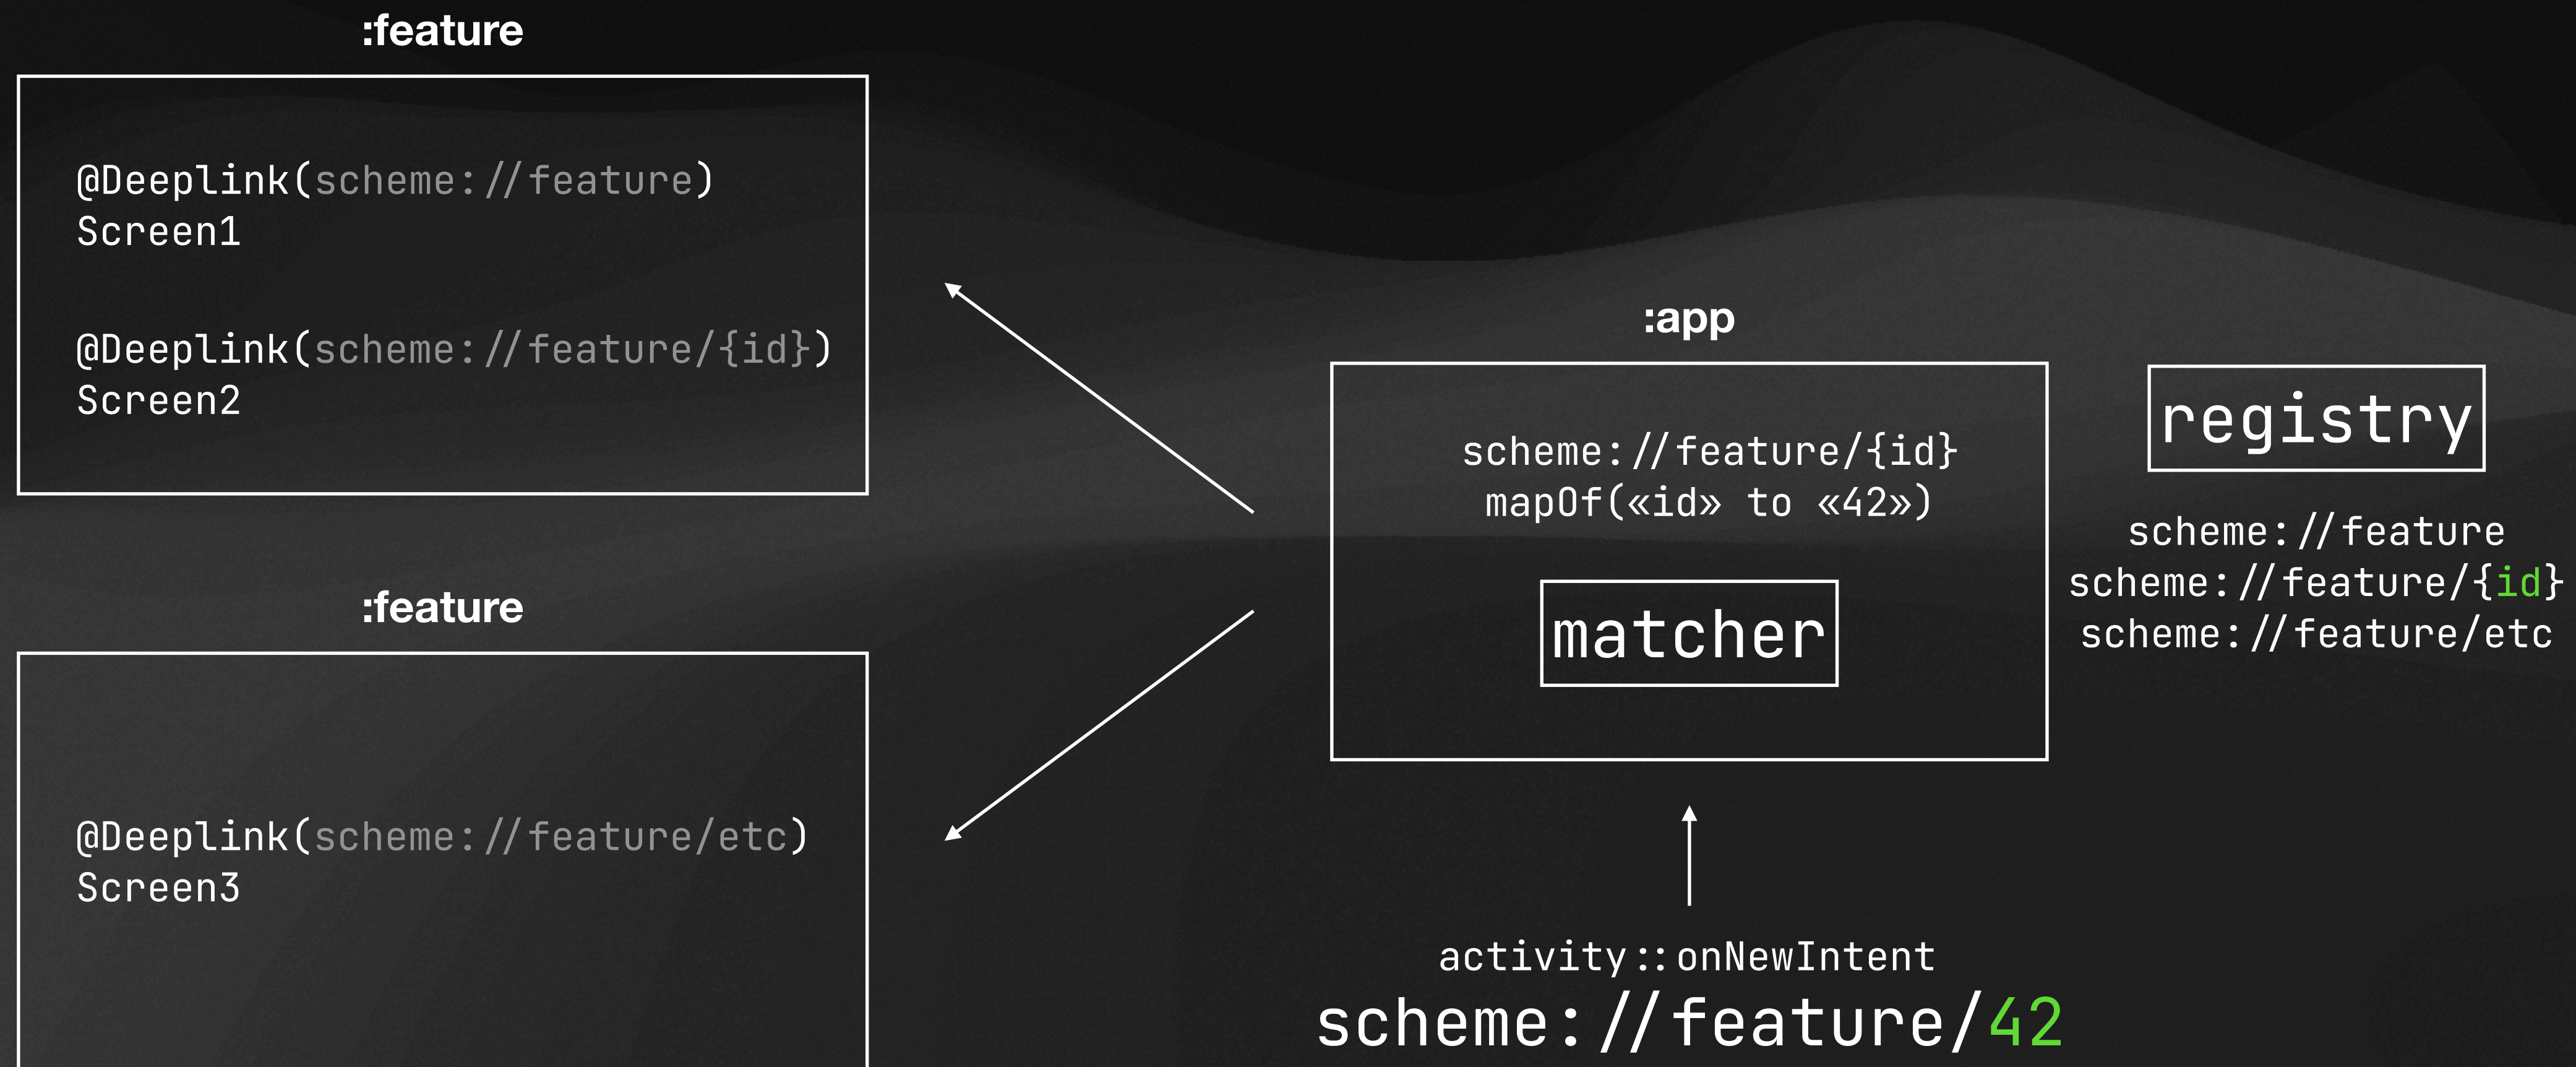 :feature
@Deeplink(scheme://feature)
Screen1
@Deeplink(scheme://feature/{id})
Screen2
:feature
@Deeplink(scheme://feature/etc)
Screen3
:app
scheme://feature/{id}
mapOf(«id» to «42»)
matcher
activity::onNewIntent
scheme://feature/42
registry
scheme://feature
scheme://feature/{id}
scheme://feature/etc